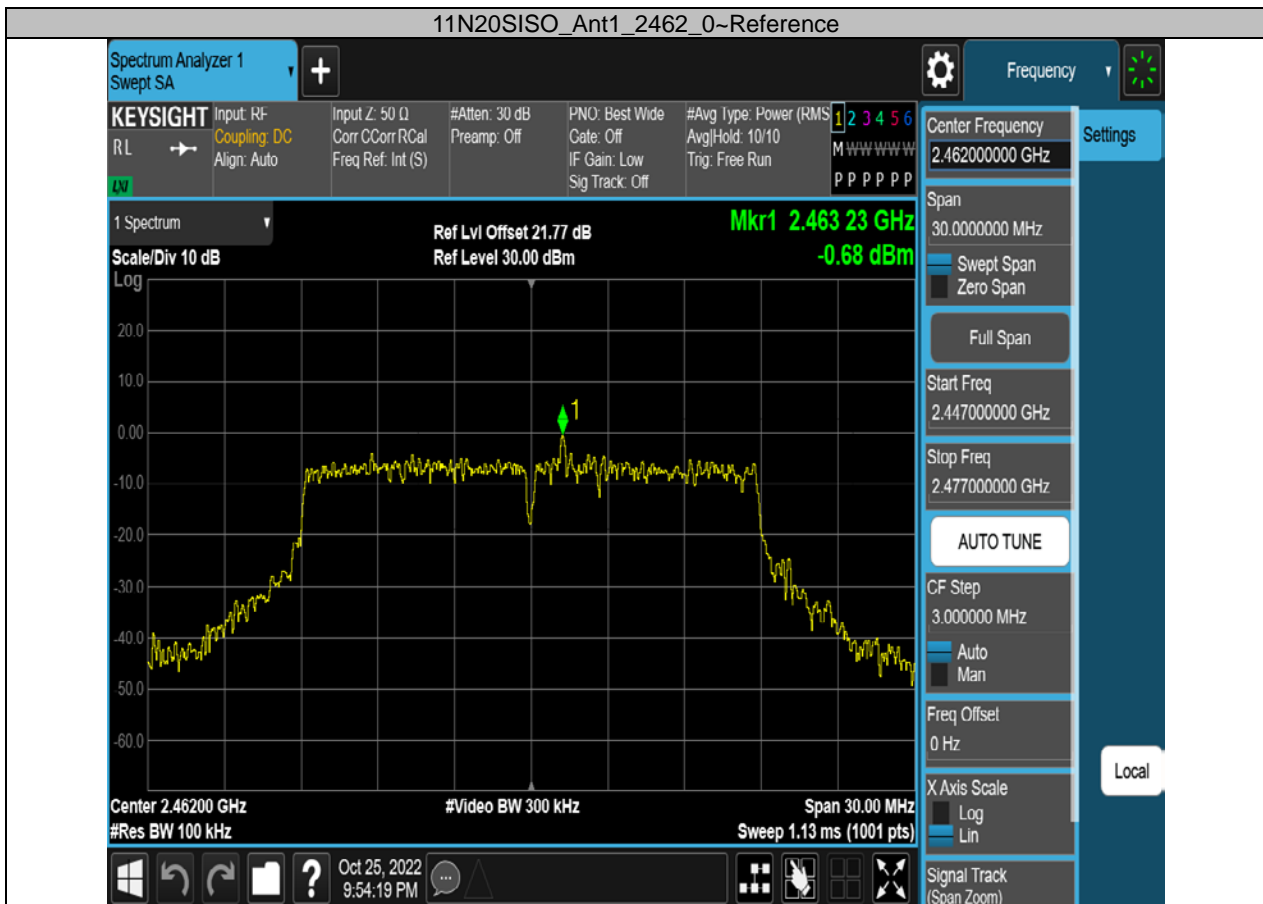 11N20SISO_Ant1_2462_0~Reference
Spectrum Analyzer 1
Swept SA
+
Frequency
KEYSIGHT
RL
LXI
Input: RF
Coupling: DC
Align: Auto
Input Z: 50 Ω
Corr CCorr RCal
Freq Ref: Int (S)
#Atten: 30 dB
Preamp: Off
PNO: Best Wide
Gate: Off
IF Gain: Low
Sig Track: Off
#Avg Type: Power (RMS
Avg|Hold: 10/10
Trig: Free Run
1 2 3 4 5 6
M W W W W W
P P P P P P
1 Spectrum
Scale/Div 10 dB
Ref Lvl Offset 21.77 dB
Ref Level 30.00 dBm
Mkr1 2.463 23 GHz
-0.68 dBm
Log
20.0
10.0
0.00
-10.0
-20.0
-30.0
-40.0
-50.0
-60.0
1
Center 2.46200 GHz
#Video BW 300 kHz
Span 30.00 MHz
#Res BW 100 kHz
Sweep 1.13 ms (1001 pts)
?
Oct 25, 2022
9:54:19 PM
Center Frequency
2.462000000 GHz
Settings
Span
30.0000000 MHz
Swept Span
Zero Span
Full Span
Start Freq
2.447000000 GHz
Stop Freq
2.477000000 GHz
AUTO TUNE
CF Step
3.000000 MHz
Auto
Man
Freq Offset
0 Hz
Local
X Axis Scale
Log
Lin
Signal Track
(Span Zoom)